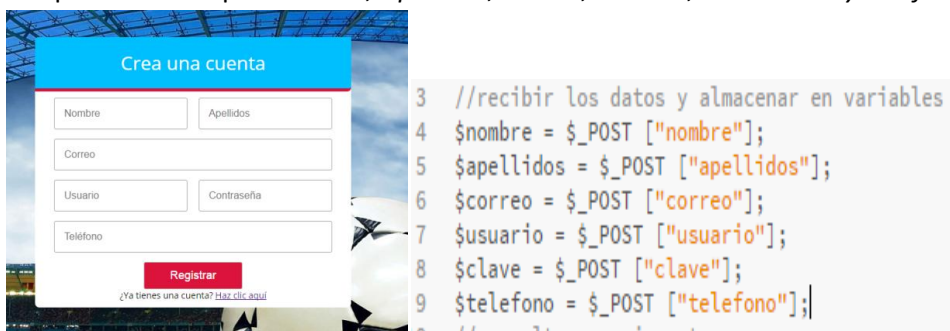 Crea una cuenta
Nombre
Apellidos
Correo
Usuario
Contraseña
Teléfono
Registrar
¿Ya tienes una cuenta? Haz clic aquí
3 //recibir los datos y almacenar en variables
4 $nombre = $_POST ["nombre"];
5 $apellidos = $_POST ["apellidos"];
6 $correo = $_POST ["correo"];
7 $usuario = $_POST ["usuario"];
8 $clave = $_POST ["clave"];
9 $telefono = $_POST ["telefono"];